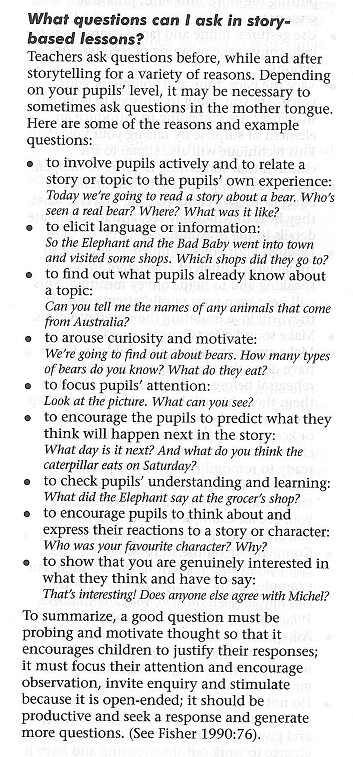 What questions can I ask in story-
based lessons?
Teachers ask questions before, while and after
storytelling for a variety of reasons. Depending
on your pupils' level, it may be necessary to
sometimes ask questions in the mother tongue.
Here are some of the reasons and example
questions:
● to involve pupils actively and to relate a
story or topic to the pupils' own experience:
Today we're going to read a story about a bear. Who's
seen a real bear? Where? What was it like?
● to elicit language or information:
So the Elephant and the Bad Baby went into town
and visited some shops. Which shops did they go to?
● to find out what pupils already know about
a topic:
Can you tell me the names of any animals that come
from Australia?
● to arouse curiosity and motivate:
We're going to find out about bears. How many types
of bears do you know? What do they eat?
● to focus pupils' attention:
Look at the picture. What can you see?
● to encourage the pupils to predict what they
think will happen next in the story:
What day is it next? And what do you think the
caterpillar eats on Saturday?
● to check pupils' understanding and learning:
What did the Elephant say at the grocer's shop?
● to encourage pupils to think about and
express their reactions to a story or character:
Who was your favourite character? Why?
● to show that you are genuinely interested in
what they think and have to say:
That's interesting! Does anyone else agree with Michel?
To summarize, a good question must be
probing and motivate thought so that it
encourages children to justify their responses;
it must focus their attention and encourage
observation, invite enquiry and stimulate
because it is open-ended; it should be
productive and seek a response and generate
more questions. (See Fisher 1990:76).